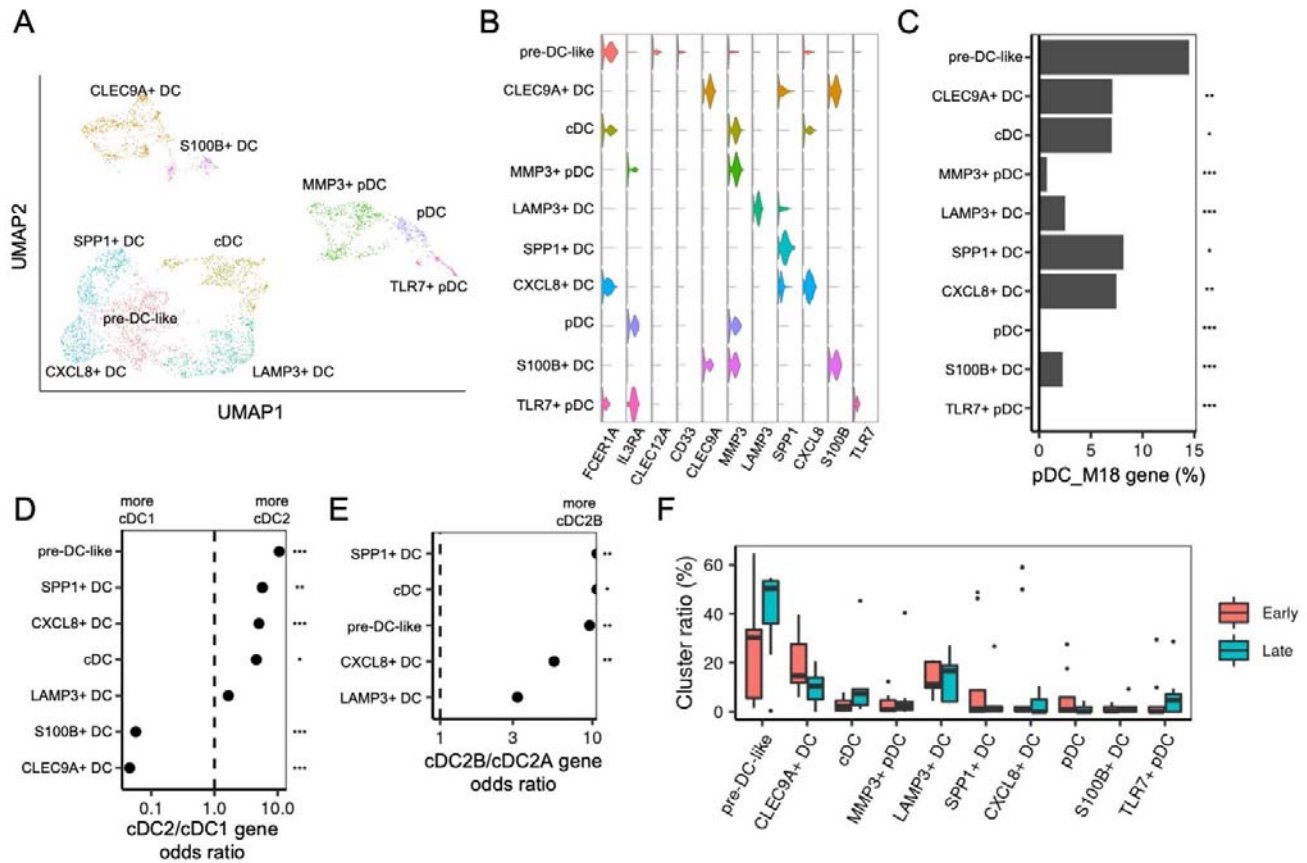 A
CLEC9A+ DC
S100B+ DC
MMP3+ pDC
pDC
TLR7+ pDC
SPP1+ DC
cDC
pre-DC-like
CXCL8+ DC
LAMP3+ DC
UMAP2
UMAP1
B
pre-DC-like
CLEC9A+ DC
cDC
MMP3+ pDC
LAMP3+ DC
SPP1+ DC
CXCL8+ DC
pDC
S100B+ DC
TLR7+ pDC
FCER1A
IL3RA
CLEC12A
CD33
CLEC9A
MMP3
LAMP3
SPP1
CXCL8
S100B
TLR7
C
pre-DC-like
CLEC9A+ DC **
cDC *
MMP3+ pDC ***
LAMP3+ DC ***
SPP1+ DC *
CXCL8+ DC **
pDC ***
S100B+ DC ***
TLR7+ pDC ***
0 5 10 15
pDC_M18 gene (%)
D
more
cDC1
more
cDC2
pre-DC-like ***
SPP1+ DC **
CXCL8+ DC ***
cDC *
LAMP3+ DC
S100B+ DC ***
CLEC9A+ DC ***
0.1 1.0 10.0
cDC2/cDC1 gene
odds ratio
E
more
cDC2B
SPP1+ DC **
cDC *
pre-DC-like **
CXCL8+ DC **
LAMP3+ DC
1 3 10
cDC2B/cDC2A gene
odds ratio
F
Cluster ratio (%)
60
40
20
0
pre-DC-like
CLEC9A+ DC
cDC
MMP3+ pDC
LAMP3+ DC
SPP1+ DC
CXCL8+ DC
pDC
S100B+ DC
TLR7+ pDC
Early
Late